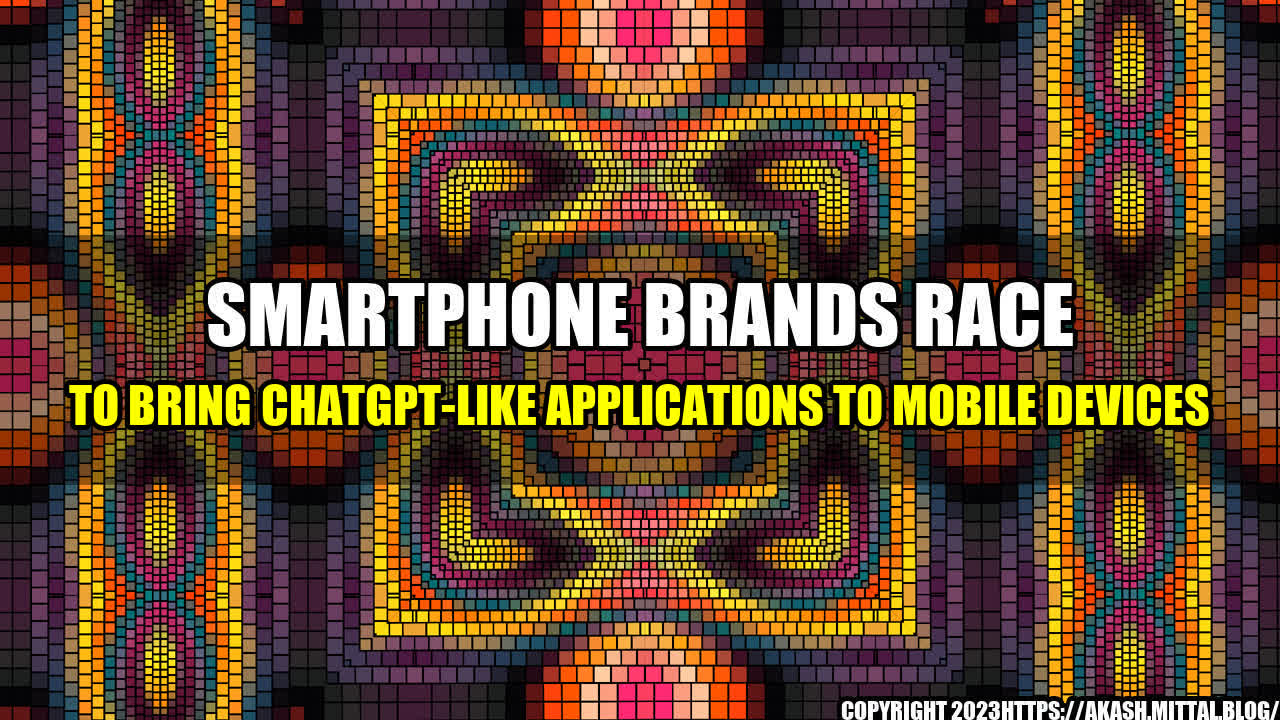 SMARTPHONE BRANDS RACE
TO BRING CHATGPT-LIKE APPLICATIONS TO MOBILE DEVICES
COPYRIGHT 2023HTTPS://AKASH.MITTAL.BLOG/